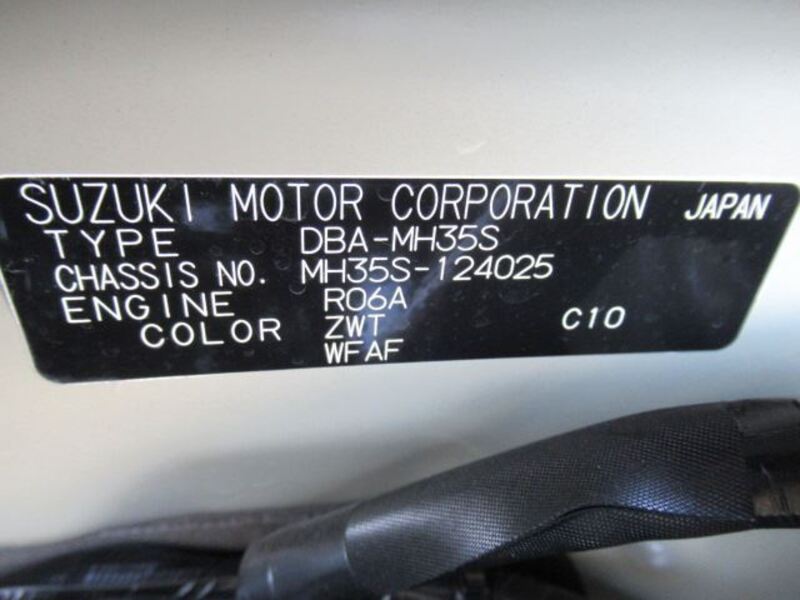 SUZUKI MOTOR CORPORATION JAPAN
TYPE DBA-MH35S
CHASSIS NO. MH35S-124025
ENGINE R06A
COLOR ZWT C10
WFAF